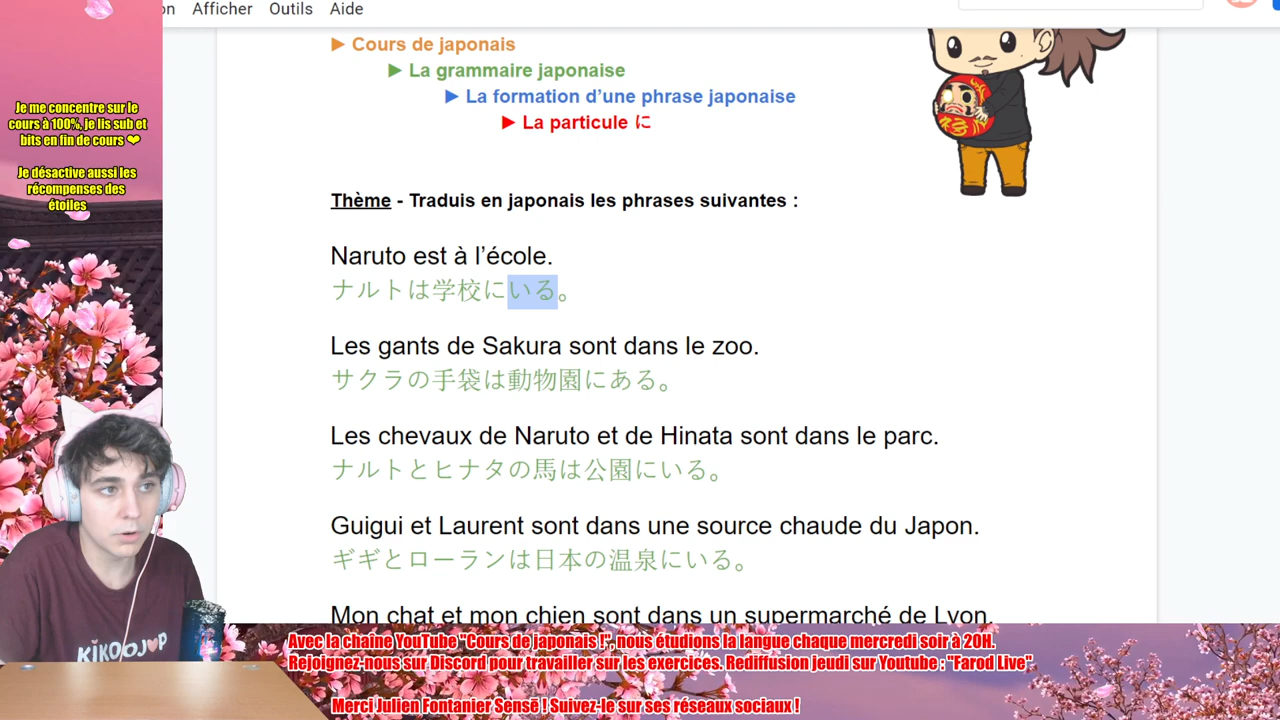 on Afficher Outils Aide
► Cours de japonais
► La grammaire japonaise
► La formation d’une phrase japonaise
► La particule に
Je me concentre sur le
cours à 100%, je lis sub et
bits en fin de cours ❤
Je désactive aussi les
récompenses des
étoiles
Thème - Traduis en japonais les phrases suivantes :
Naruto est à l’école.
ナルトは学校にいる。
Les gants de Sakura sont dans le zoo.
サクラの手袋は動物園にある。
Les chevaux de Naruto et de Hinata sont dans le parc.
ナルトとヒナタの馬は公園にいる。
Guigui et Laurent sont dans une source chaude du Japon.
ギギとローランは日本の温泉にいる。
Mon chat et mon chien sont dans un supermarché de Lyon.
KIKOOJAP
Avec la chaîne YouTube "Cours de japonais !", nous étudions la langue chaque mercredi soir à 20H.
Rejoignez-nous sur Discord pour travailler sur les exercices. Rediffusion jeudi sur Youtube : "Farod Live"
Merci Julien Fontanier Sensē ! Suivez-le sur ses réseaux sociaux !